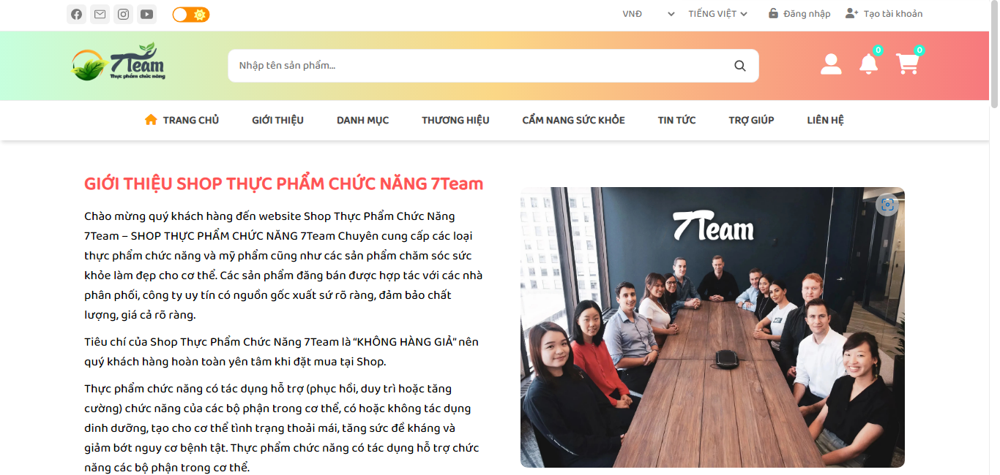 VNĐ
TIẾNG VIỆT
Đăng nhập
Tạo tài khoản
7Team
Thực phẩm chức năng
Nhập tên sản phẩm...
0
0
TRANG CHỦ
GIỚI THIỆU
DANH MỤC
THƯƠNG HIỆU
CẨM NANG SỨC KHỎE
TIN TỨC
TRỢ GIÚP
LIÊN HỆ
GIỚI THIỆU SHOP THỰC PHẨM CHỨC NĂNG 7Team
Chào mừng quý khách hàng đến website Shop Thực Phẩm Chức Năng
7Team – SHOP THỰC PHẨM CHỨC NĂNG 7Team Chuyên cung cấp các loại
thực phẩm chức năng và mỹ phẩm cũng như các sản phẩm chăm sóc sức
khỏe làm đẹp cho cơ thể. Các sản phẩm đăng bán được hợp tác với các nhà
phân phối, công ty uy tín có nguồn gốc xuất sứ rõ ràng, đảm bảo chất
lượng, giá cả rõ ràng.
Tiêu chí của Shop Thực Phẩm Chức Năng 7Team là “KHÔNG HÀNG GIẢ” nên
quý khách hàng hoàn toàn yên tâm khi đặt mua tại Shop.
Thực phẩm chức năng có tác dụng hỗ trợ (phục hồi, duy trì hoặc tăng
cường) chức năng của các bộ phận trong cơ thể, có hoặc không tác dụng
dinh dưỡng, tạo cho cơ thể tình trạng thoải mái, tăng sức đề kháng và
giảm bớt nguy cơ bệnh tật. Thực phẩm chức năng có tác dụng hỗ trợ chức
năng các bộ phận trong cơ thể.
7Team